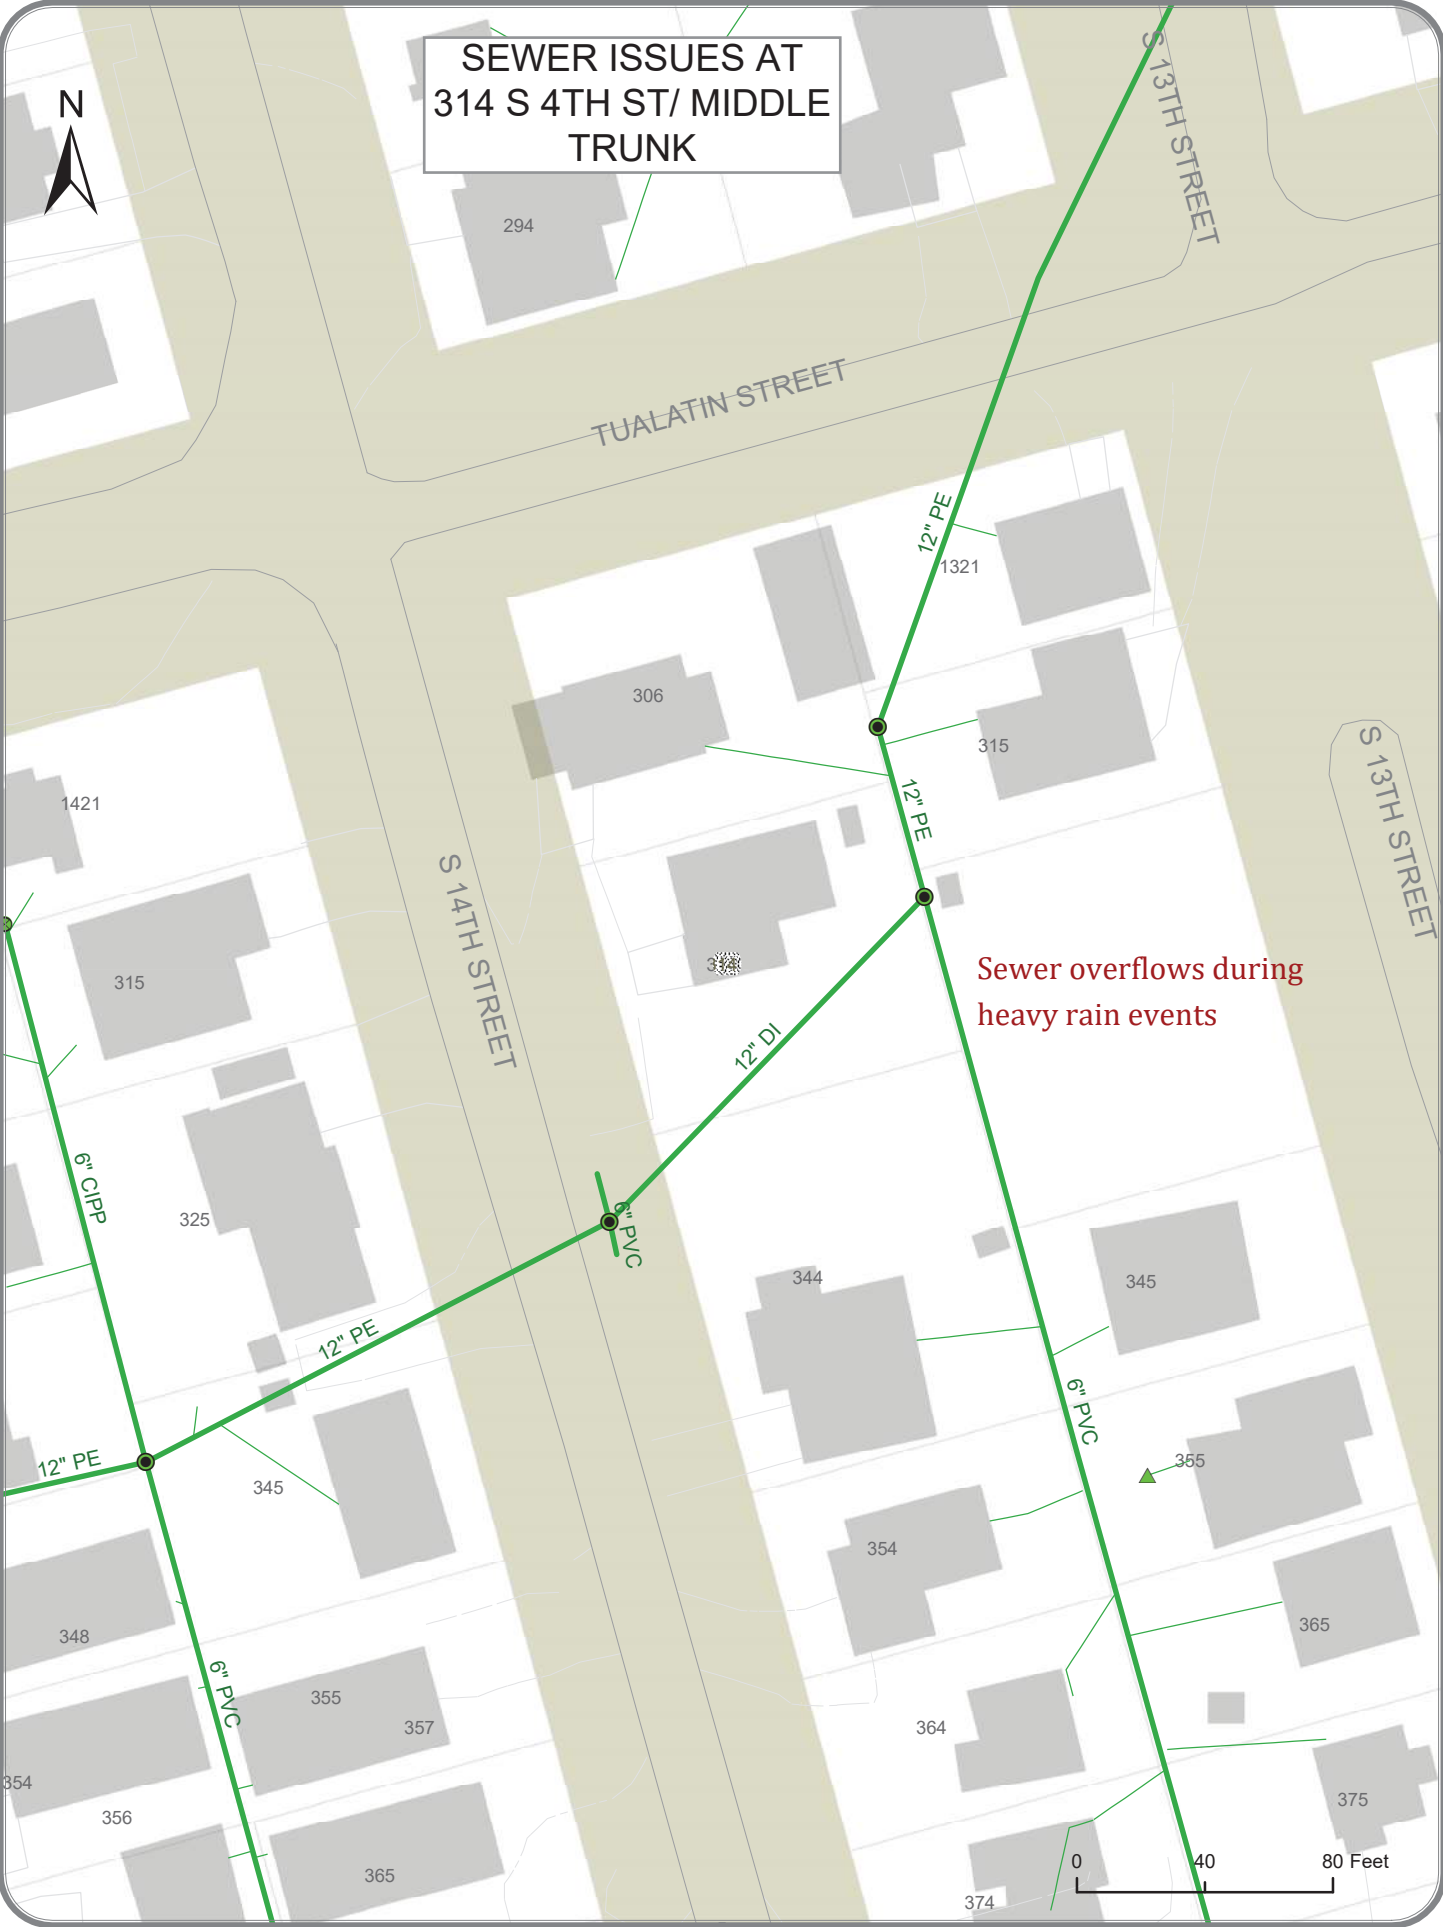 SEWER ISSUES AT
314 S 4TH ST/ MIDDLE
TRUNK
N
S 13TH STREET
294
TUALATIN STREET
12" PE
1321
306
315
S 13TH STREET
12" PE
1421
S 14TH STREET
315
Sewer overflows during
heavy rain events
12" DI
6" CIPP
325
6" PVC
344
345
12" PE
6" PVC
12" PE
355
345
354
348
365
6" PVC
355
357
364
354
356
375
365
374
0 40 80 Feet